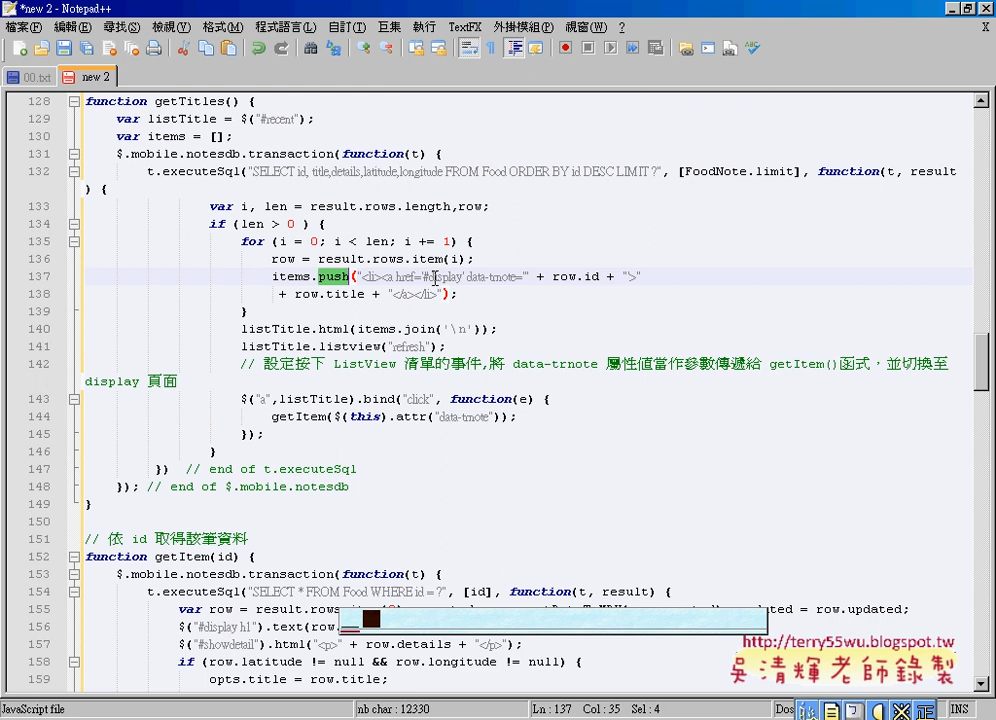 *new 2 - Notepad++
檔案(F) 編輯(E) 尋找(S) 檢視(V) 格式(M) 程式語言(L) 自訂(T) 巨集 執行 TextFX 外掛模組(P) 視窗(W) ? X
00.txt new 2
128 function getTitles() {
129 var listTitle = $("#recent");
130 var items = [];
131 $.mobile.notesdb.transaction(function(t) {
132 t.executeSql("SELECT id, title,details,latitude,longitude FROM Food ORDER BY id DESC LIMIT ?", [FoodNote.limit], function(t, result
) {
133 var i, len = result.rows.length,row;
134 if (len > 0 ) {
135 for (i = 0; i < len; i += 1) {
136 row = result.rows.item(i);
137 items.push("<li><a href='#display' data-trnote='" + row.id + "'>"
138 + row.title + "</a></li>");
139 }
140 listTitle.html(items.join('\n'));
141 listTitle.listview("refresh");
142 // 設定按下 ListView 清單的事件,將 data-trnote 屬性值當作參數傳遞給 getItem()函式，並切換至
display 頁面
143 $("a",listTitle).bind("click", function(e) {
144 getItem($(this).attr("data-trnote"));
145 });
146 }
147 }) // end of t.executeSql
148 }); // end of $.mobile.notesdb
149 }
150
151 // 依 id 取得該筆資料
152 function getItem(id) {
153 $.mobile.notesdb.transaction(function(t) {
154 t.executeSql("SELECT * FROM Food WHERE id = ?", [id], function(t, result) {
155 var row = result.rows = row.updated;
156 $("#display h1").text(row.
157 $("#showdetail").html("<p>" + row.details + "</p>");
158 if (row.latitude != null && row.longitude != null) {
159 opts.title = row.title;
http://terry55wu.blogspot.tw
吳清輝老師錄製
JavaScript file nb char : 12330 Ln : 137 Col : 35 Sel : 4 Dos INS